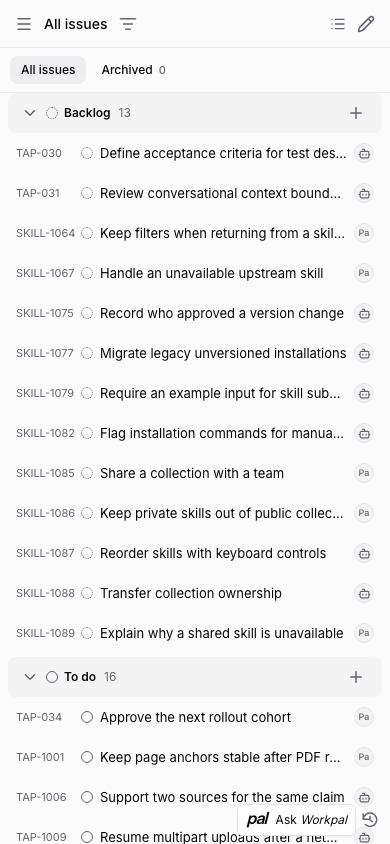 All issues
All issues
Archived 0
Backlog 13
TAP-030 Define acceptance criteria for test des...
TAP-031 Review conversational context bound...
SKILL-1064 Keep filters when returning from a skil... Pa
SKILL-1067 Handle an unavailable upstream skill Pa
SKILL-1075 Record who approved a version change
SKILL-1077 Migrate legacy unversioned installations
SKILL-1079 Require an example input for skill sub...
SKILL-1082 Flag installation commands for manua...
SKILL-1085 Share a collection with a team Pa
SKILL-1086 Keep private skills out of public collec... Pa
SKILL-1087 Reorder skills with keyboard controls
SKILL-1088 Transfer collection ownership
SKILL-1089 Explain why a shared skill is unavailable Pa
To do 16
TAP-034 Approve the next rollout cohort Pa
TAP-1001 Keep page anchors stable after PDF r... Pa
TAP-1006 Support two sources for the same claim
pal Ask Workpal
TAP-1009 Resume multipart uploads after a net...